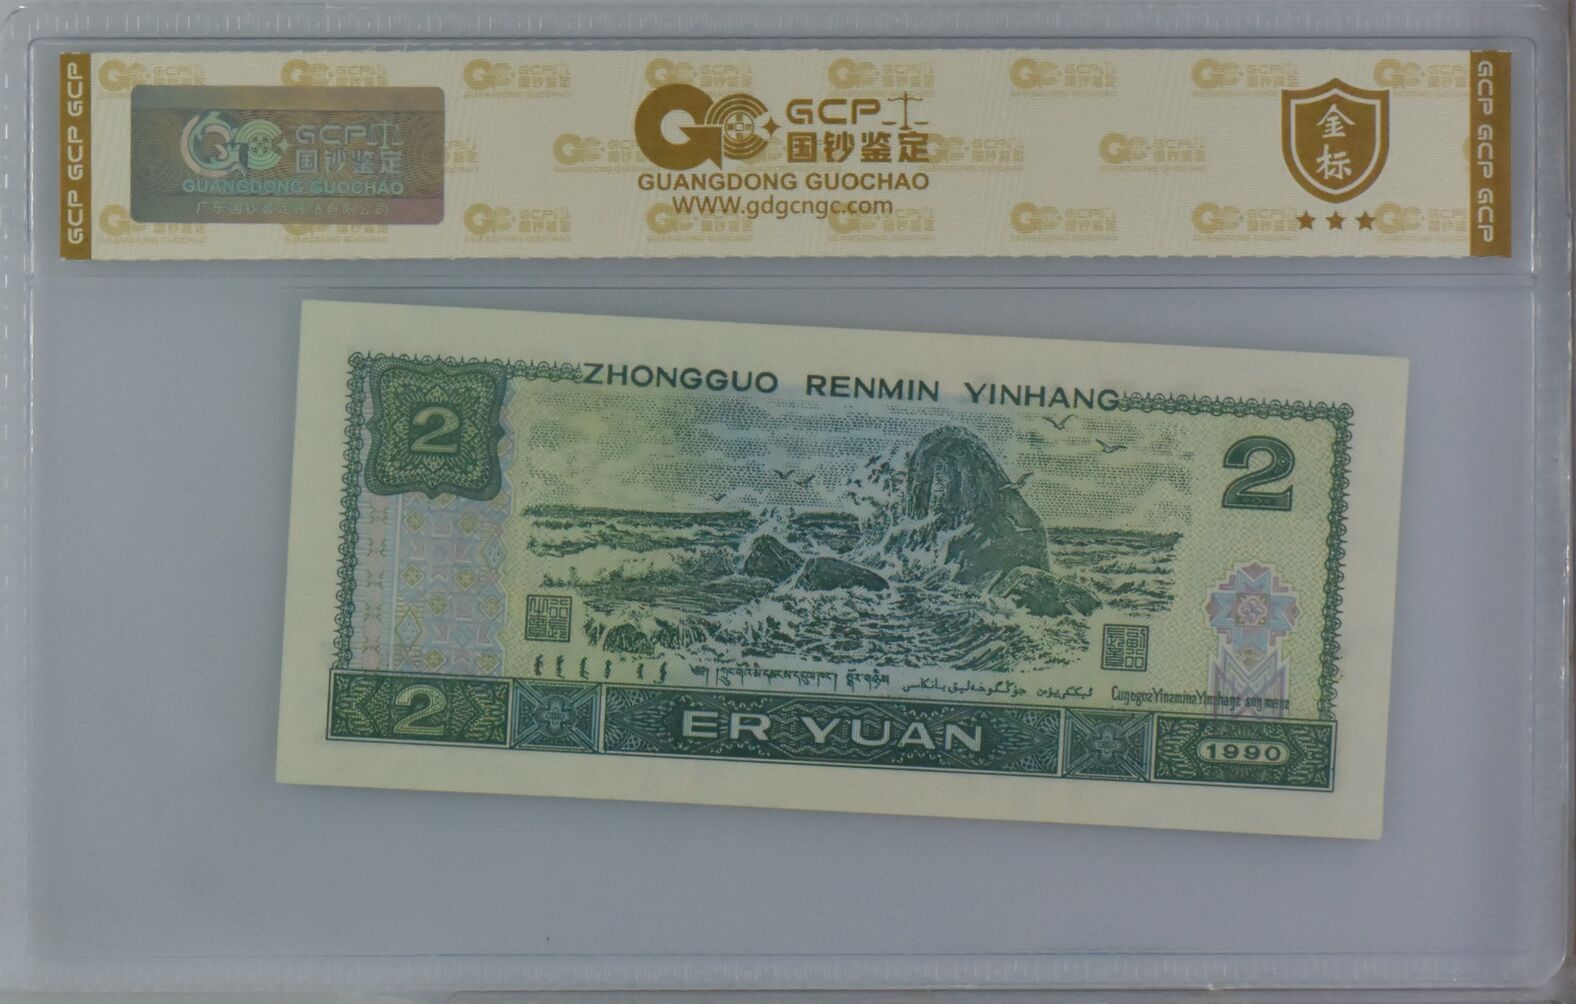 GCP GCP GCP
GCP
国钞鉴定
GUANGDONG GUOCHAO
广东国钞鉴定评估有限公司
GCP
国钞鉴定
GUANGDONG GUOCHAO
WWW.gdgcngc.com
金标
GCP GCP GCP
ZHONGGUO RENMIN YINHANG
2
2
2
ER YUAN
1990